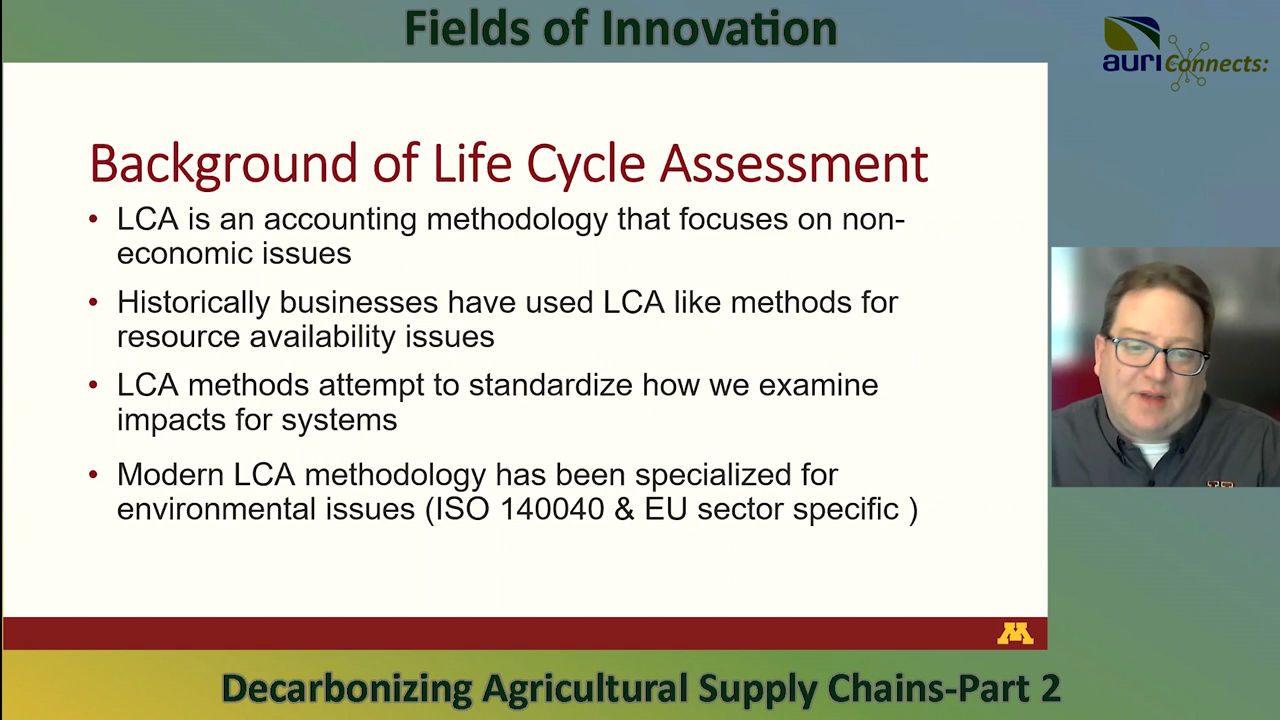 Fields of Innovation
auriConnects:
Background of Life Cycle Assessment
• LCA is an accounting methodology that focuses on non-
economic issues
• Historically businesses have used LCA like methods for
resource availability issues
• LCA methods attempt to standardize how we examine
impacts for systems
• Modern LCA methodology has been specialized for
environmental issues (ISO 140040 & EU sector specific )
M
Decarbonizing Agricultural Supply Chains-Part 2